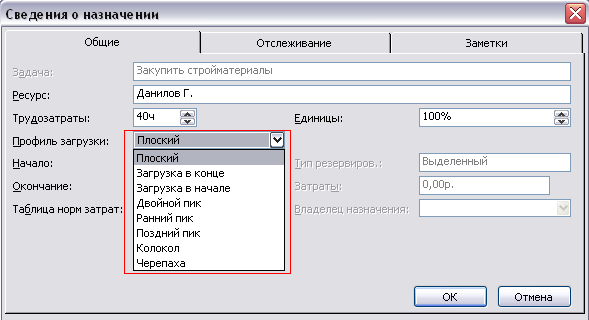 Сведения о назначении
Общие Отслеживание Заметки
Задача: Закупить стройматериалы
Ресурс: Данилов Г.
Трудозатраты: 40ч Единицы: 100%
Профиль загрузки: Плоский
Плоский
Начало: Загрузка в конце Тип резервиров.: Выделенный
Окончание: Загрузка в начале Затраты: 0,00р.
Таблица норм затрат: Двойной пик Владелец назначения:
Ранний пик
Поздний пик
Колокол
Черепаха
ОК Отмена